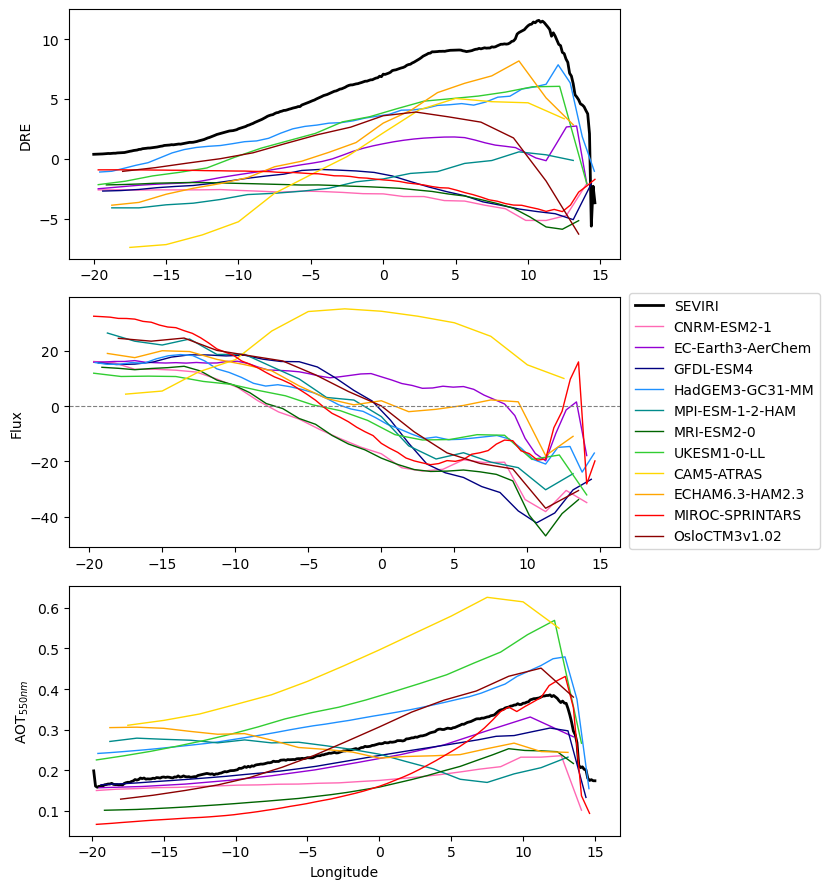 10
5
0
−5
DRE
−20 −15 −10 −5 0 5 10 15
20
0
−20
−40
Flux
−20 −15 −10 −5 0 5 10 15
SEVIRI
CNRM-ESM2-1
EC-Earth3-AerChem
GFDL-ESM4
HadGEM3-GC31-MM
MPI-ESM-1-2-HAM
MRI-ESM2-0
UKESM1-0-LL
CAM5-ATRAS
ECHAM6.3-HAM2.3
MIROC-SPRINTARS
OsloCTM3v1.02
0.6
0.5
0.4
0.3
0.2
0.1
AOT550nm
−20 −15 −10 −5 0 5 10 15
Longitude